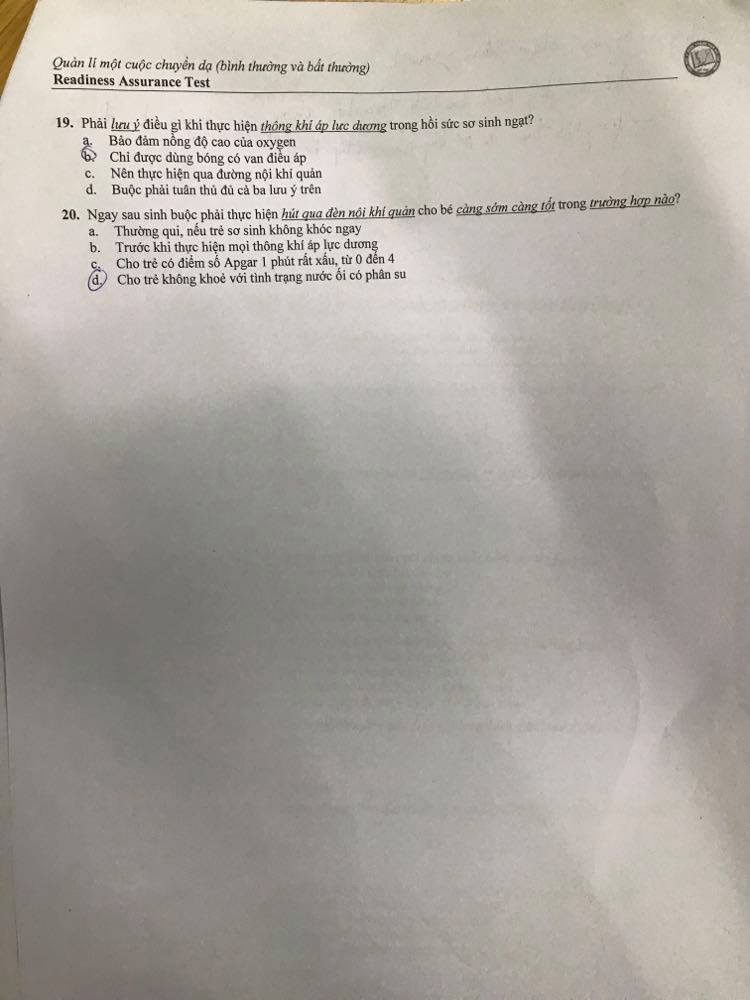 Quản lí một cuộc chuyển dạ (bình thường và bất thường)
Readiness Assurance Test
19. Phải lưu ý điều gì khi thực hiện thông khí áp lực dương trong hồi sức sơ sinh ngạt?
a. Bảo đảm nồng độ cao của oxygen
b. Chỉ được dùng bóng có van điều áp
c. Nên thực hiện qua đường nội khí quản
d. Buộc phải tuân thủ đủ cả ba lưu ý trên
20. Ngay sau sinh buộc phải thực hiện hút qua đèn nội khí quản cho bé càng sớm càng tốt trong trường hợp nào?
a. Thường qui, nếu trẻ sơ sinh không khóc ngay
b. Trước khi thực hiện mọi thông khí áp lực dương
c. Cho trẻ có điểm số Apgar 1 phút rất xấu, từ 0 đến 4
d. Cho trẻ không khoẻ với tình trạng nước ối có phân su